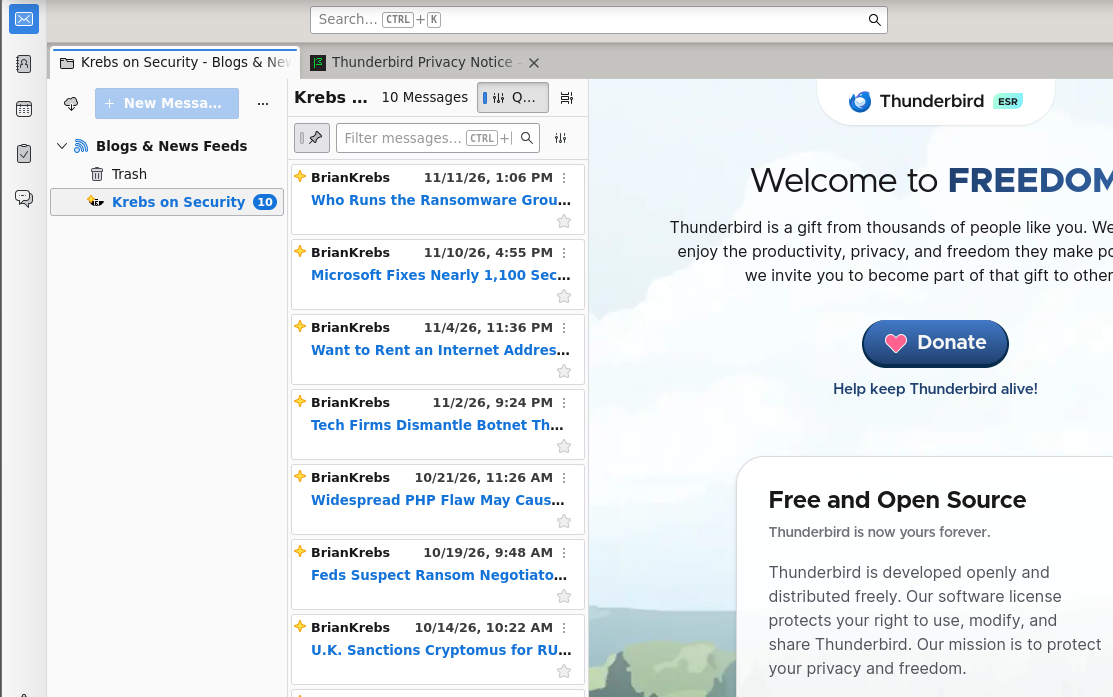 Search... CTRL + K
Krebs on Security - Blogs & Nev
Thunderbird Privacy Notice -
+ New Messa...
Blogs & News Feeds
Trash
Krebs on Security 10
Krebs ... 10 Messages Q...
Filter messages... CTRL +
BrianKrebs 11/11/26, 1:06 PM
Who Runs the Ransomware Grou...
BrianKrebs 11/10/26, 4:55 PM
Microsoft Fixes Nearly 1,100 Sec...
BrianKrebs 11/4/26, 11:36 PM
Want to Rent an Internet Addres...
BrianKrebs 11/2/26, 9:24 PM
Tech Firms Dismantle Botnet Th...
BrianKrebs 10/21/26, 11:26 AM
Widespread PHP Flaw May Caus...
BrianKrebs 10/19/26, 9:48 AM
Feds Suspect Ransom Negotiato...
BrianKrebs 10/14/26, 10:22 AM
U.K. Sanctions Cryptomus for RU...
Thunderbird ESR
Welcome to FREEDOM
Thunderbird is a gift from thousands of people like you. We
enjoy the productivity, privacy, and freedom they make po
we invite you to become part of that gift to other
Donate
Help keep Thunderbird alive!
Free and Open Source
Thunderbird is now yours forever.
Thunderbird is developed openly and
distributed freely. Our software license
protects your right to use, modify, and
share Thunderbird. Our mission is to protect
your privacy and freedom.